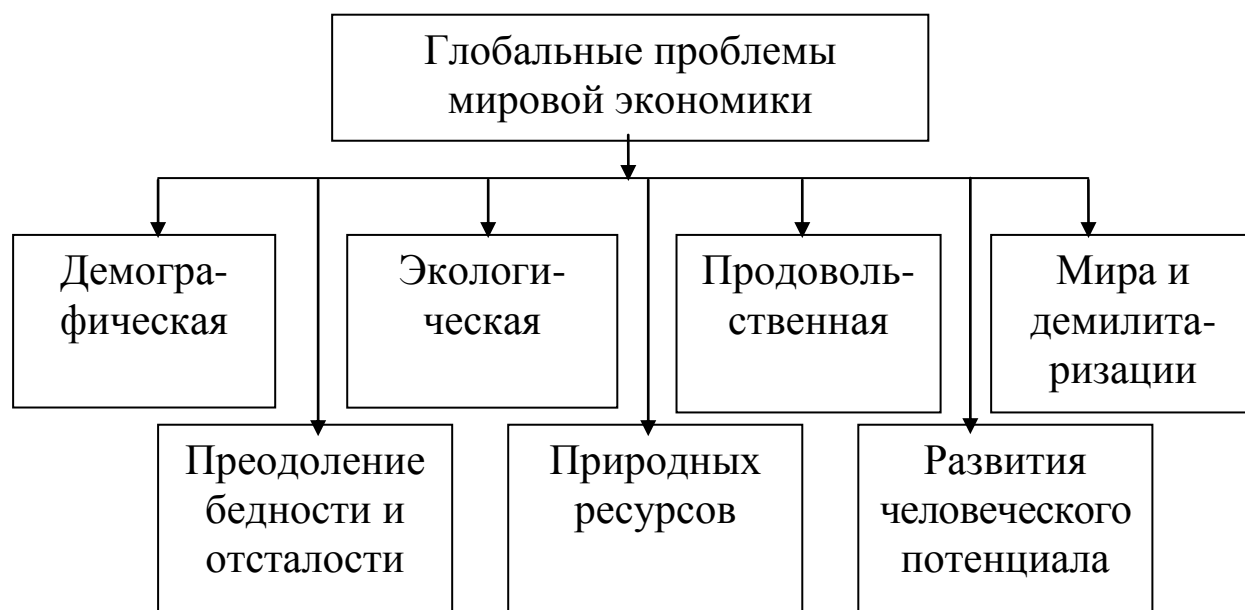 Глобальные проблемы
мировой экономики
Демогра-
фическая
Экологи-
ческая
Продоволь-
ственная
Мира и
демилита-
ризации
Преодоление
бедности и
отсталости
Природных
ресурсов
Развития
человеческого
потенциала